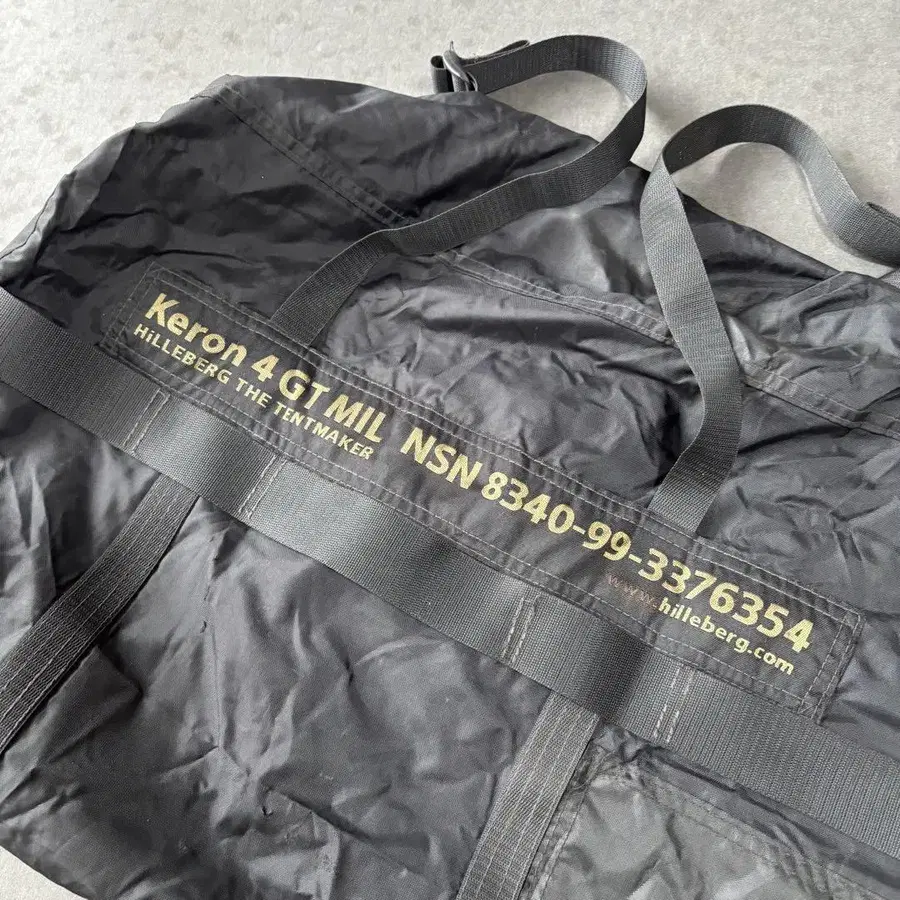 Keron 4 GT MIL NSN 8340-99-3376354
HiLLEBERG THE TENTMAKER www.hilleberg.com